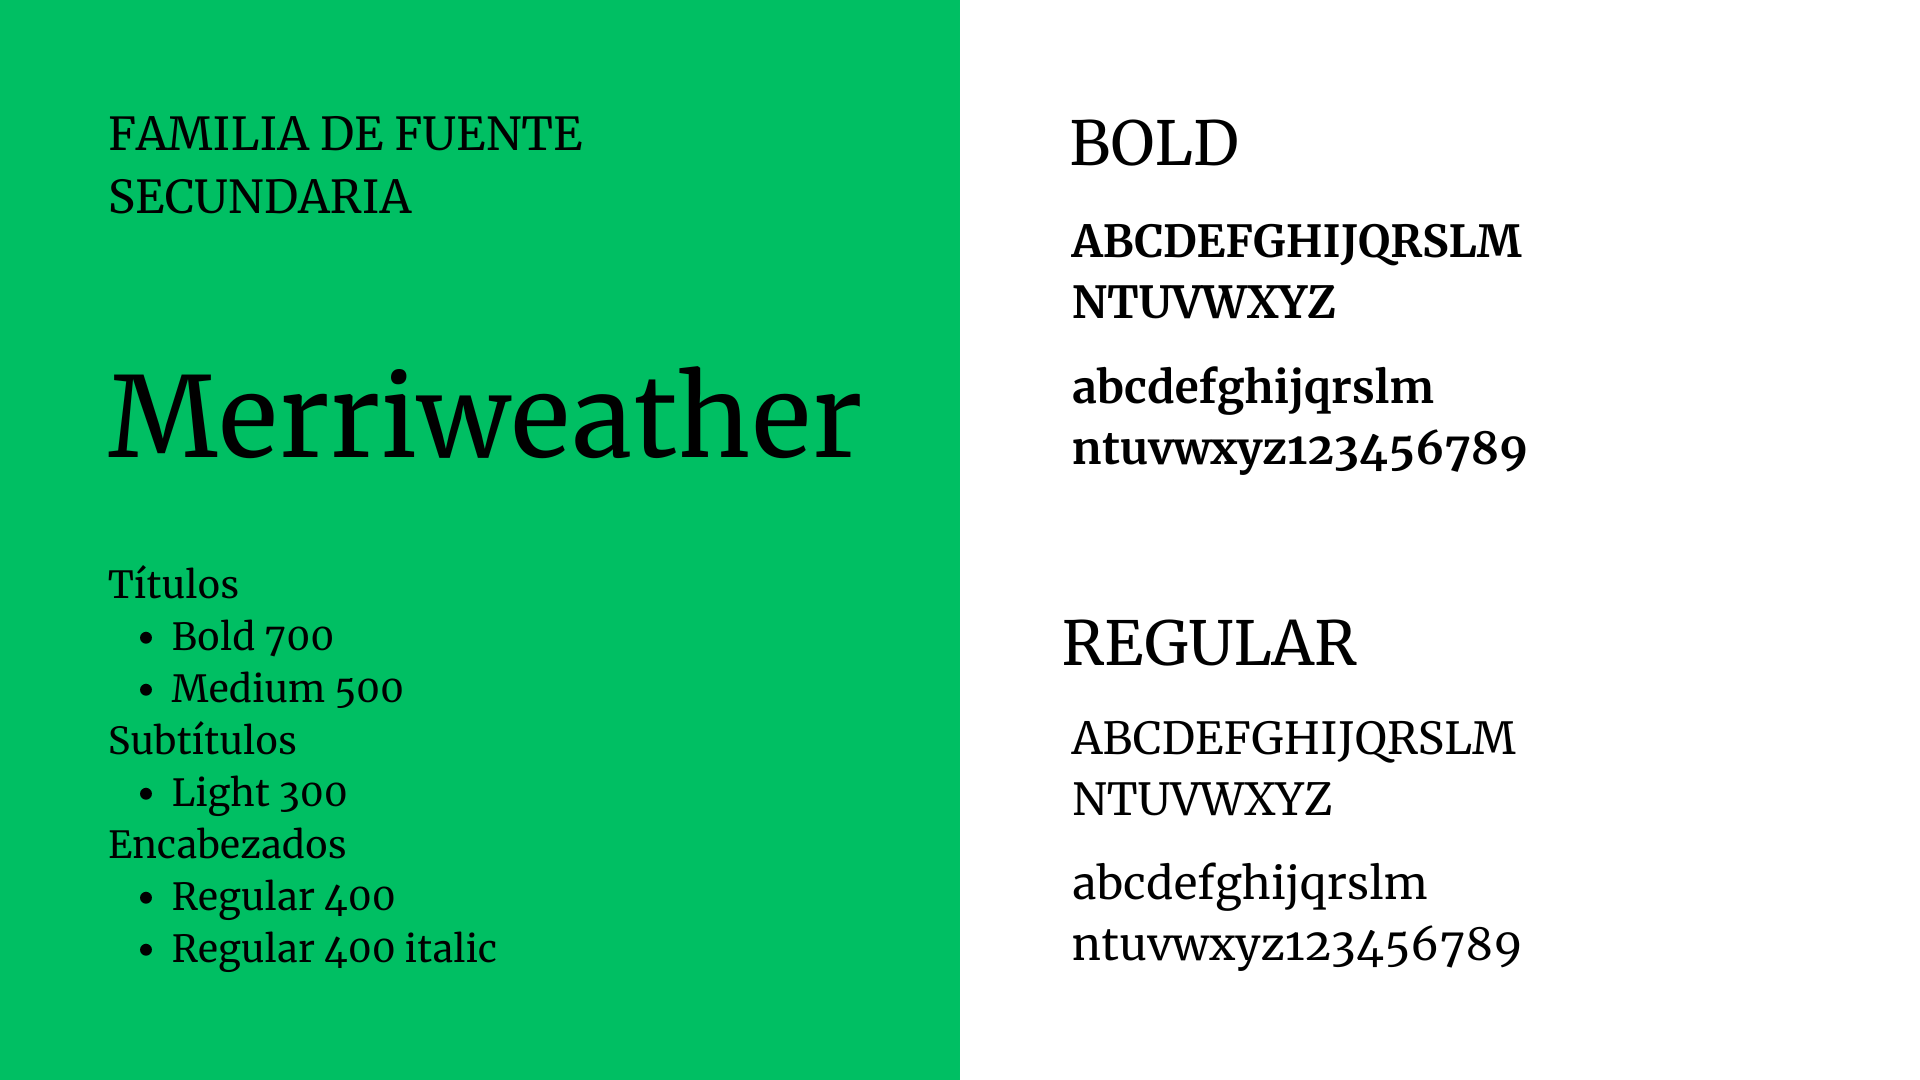 FAMILIA DE FUENTE
SECUNDARIA
Merriweather
Títulos
• Bold 700
• Medium 500
Subtítulos
• Light 300
Encabezados
• Regular 400
• Regular 400 italic
BOLD
ABCDEFGHIJQRSLM
NTUVWXYZ
abcdefghijqrslm
ntuvwxyz123456789
REGULAR
ABCDEFGHIJQRSLM
NTUVWXYZ
abcdefghijqrslm
ntuvwxyz123456789